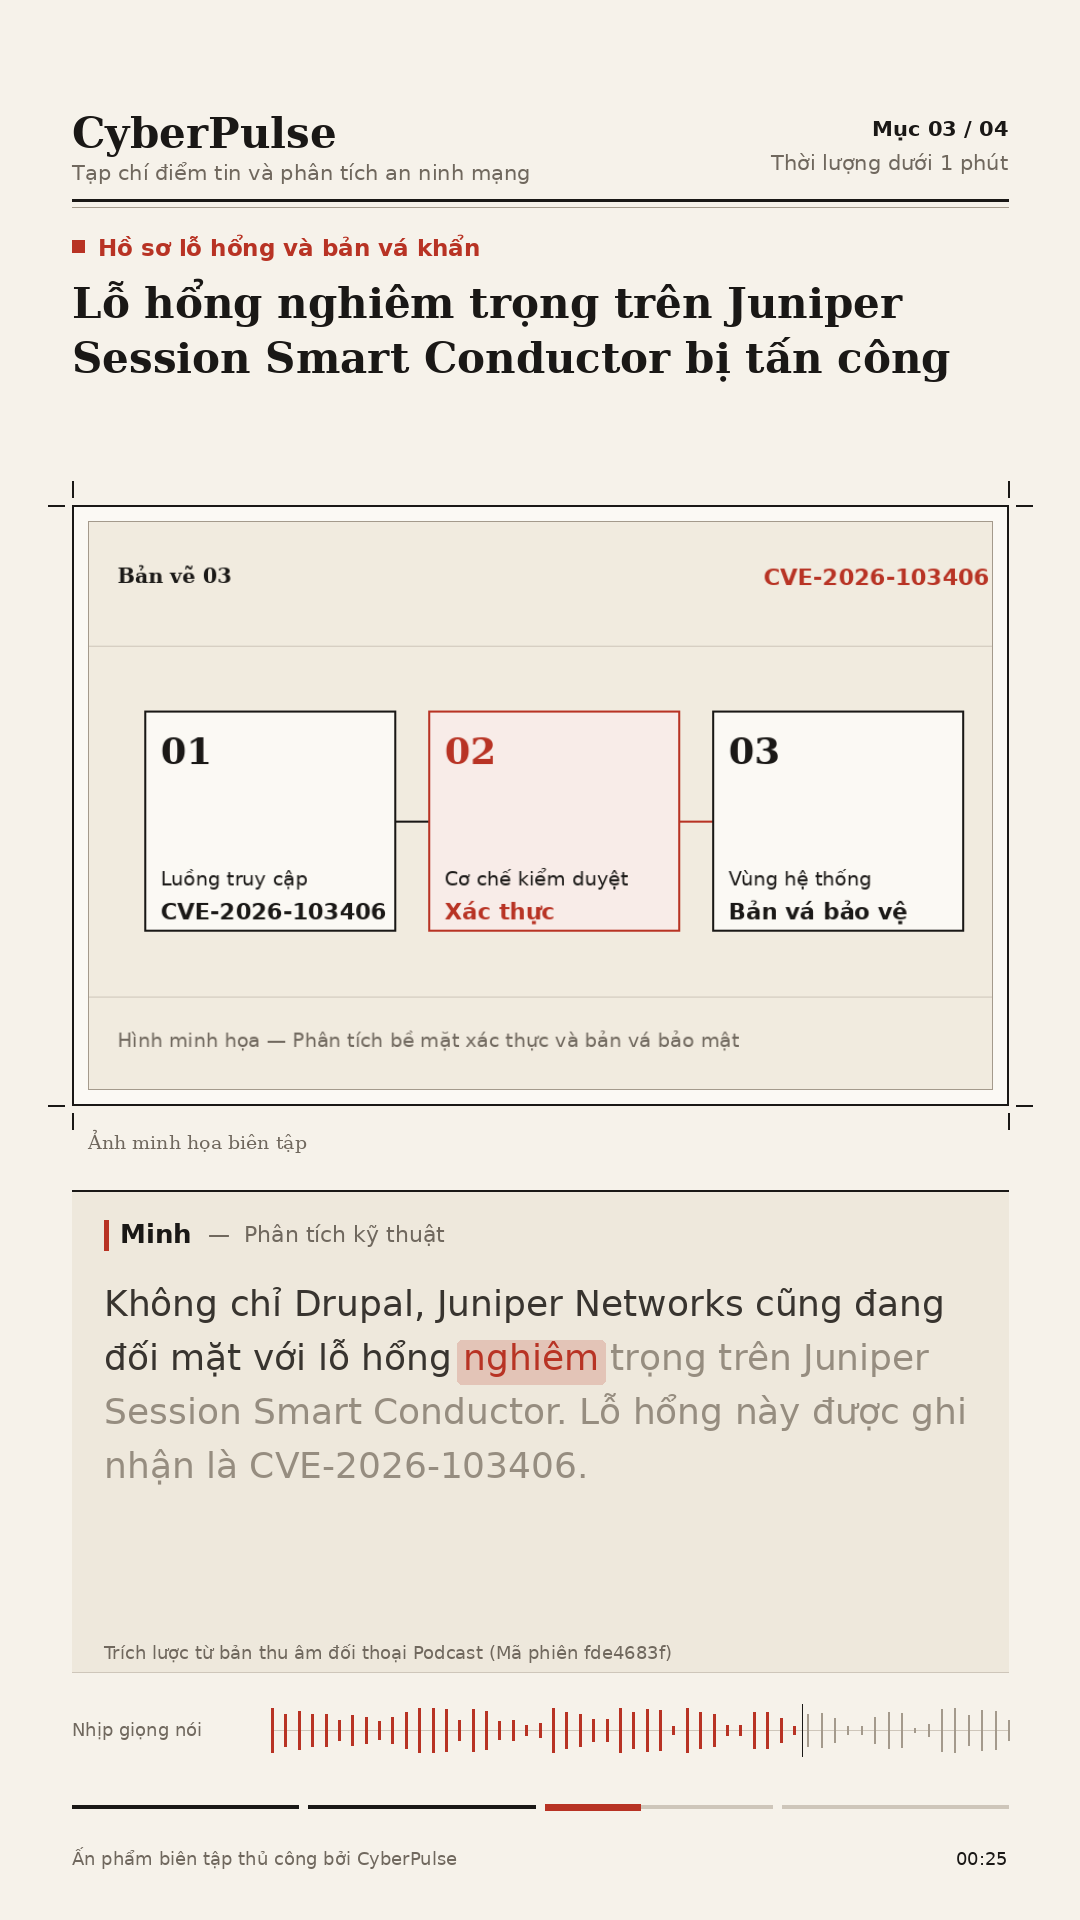 CyberPulse
Tạp chí điểm tin và phân tích an ninh mạng
Mục 03 / 04
Thời lượng dưới 1 phút
Hồ sơ lỗ hổng và bản vá khẩn
Lỗ hổng nghiêm trọng trên Juniper
Session Smart Conductor bị tấn công
Bản vẽ 03
CVE-2026-103406
01
Luồng truy cập
CVE-2026-103406
02
Cơ chế kiểm duyệt
Xác thực
03
Vùng hệ thống
Bản vá bảo vệ
Hình minh họa — Phân tích bề mặt xác thực và bản vá bảo mật
Ảnh minh họa biên tập
Minh — Phân tích kỹ thuật
Không chỉ Drupal, Juniper Networks cũng đang
đối mặt với lỗ hổng nghiêm trọng trên Juniper
Session Smart Conductor. Lỗ hổng này được ghi
nhận là CVE-2026-103406.
Trích lược từ bản thu âm đối thoại Podcast (Mã phiên fde4683f)
Nhịp giọng nói
Ấn phẩm biên tập thủ công bởi CyberPulse
00:25